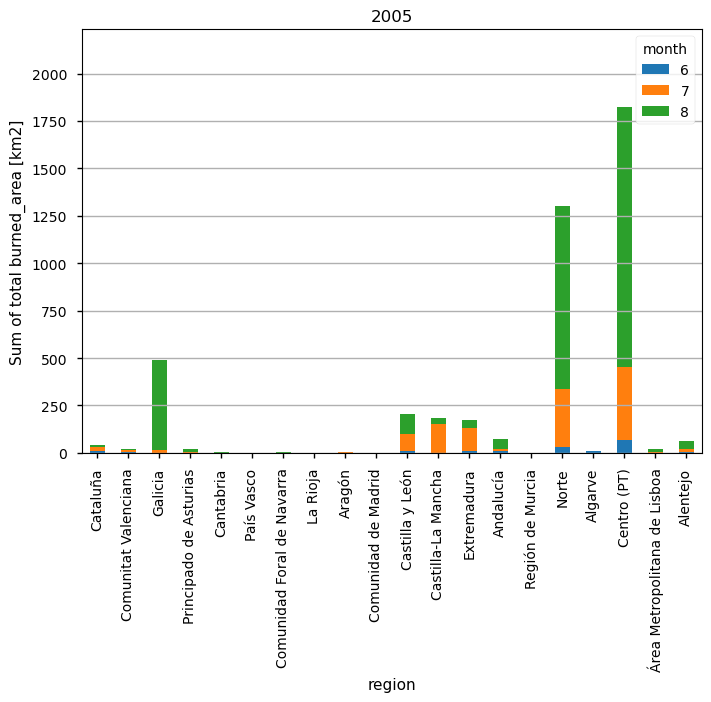 2005
month
6
7
8
Sum of total burned_area [km2]
2000
1750
1500
1250
1000
750
500
250
0
Cataluña
Comunitat Valenciana
Galicia
Principado de Asturias
Cantabria
País Vasco
Comunidad Foral de Navarra
La Rioja
Aragón
Comunidad de Madrid
Castilla y León
Castilla-La Mancha
Extremadura
Andalucía
Región de Murcia
Norte
Algarve
Centro (PT)
Área Metropolitana de Lisboa
Alentejo
region